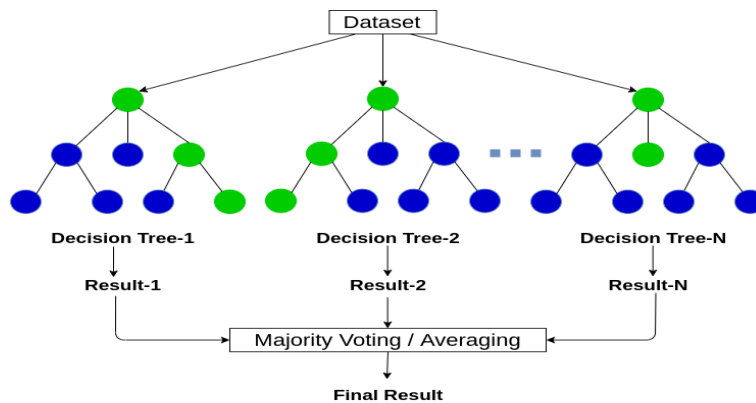 Dataset
Decision Tree-1
Decision Tree-2
Decision Tree-N
Result-1
Result-2
Result-N
Majority Voting / Averaging
Final Result